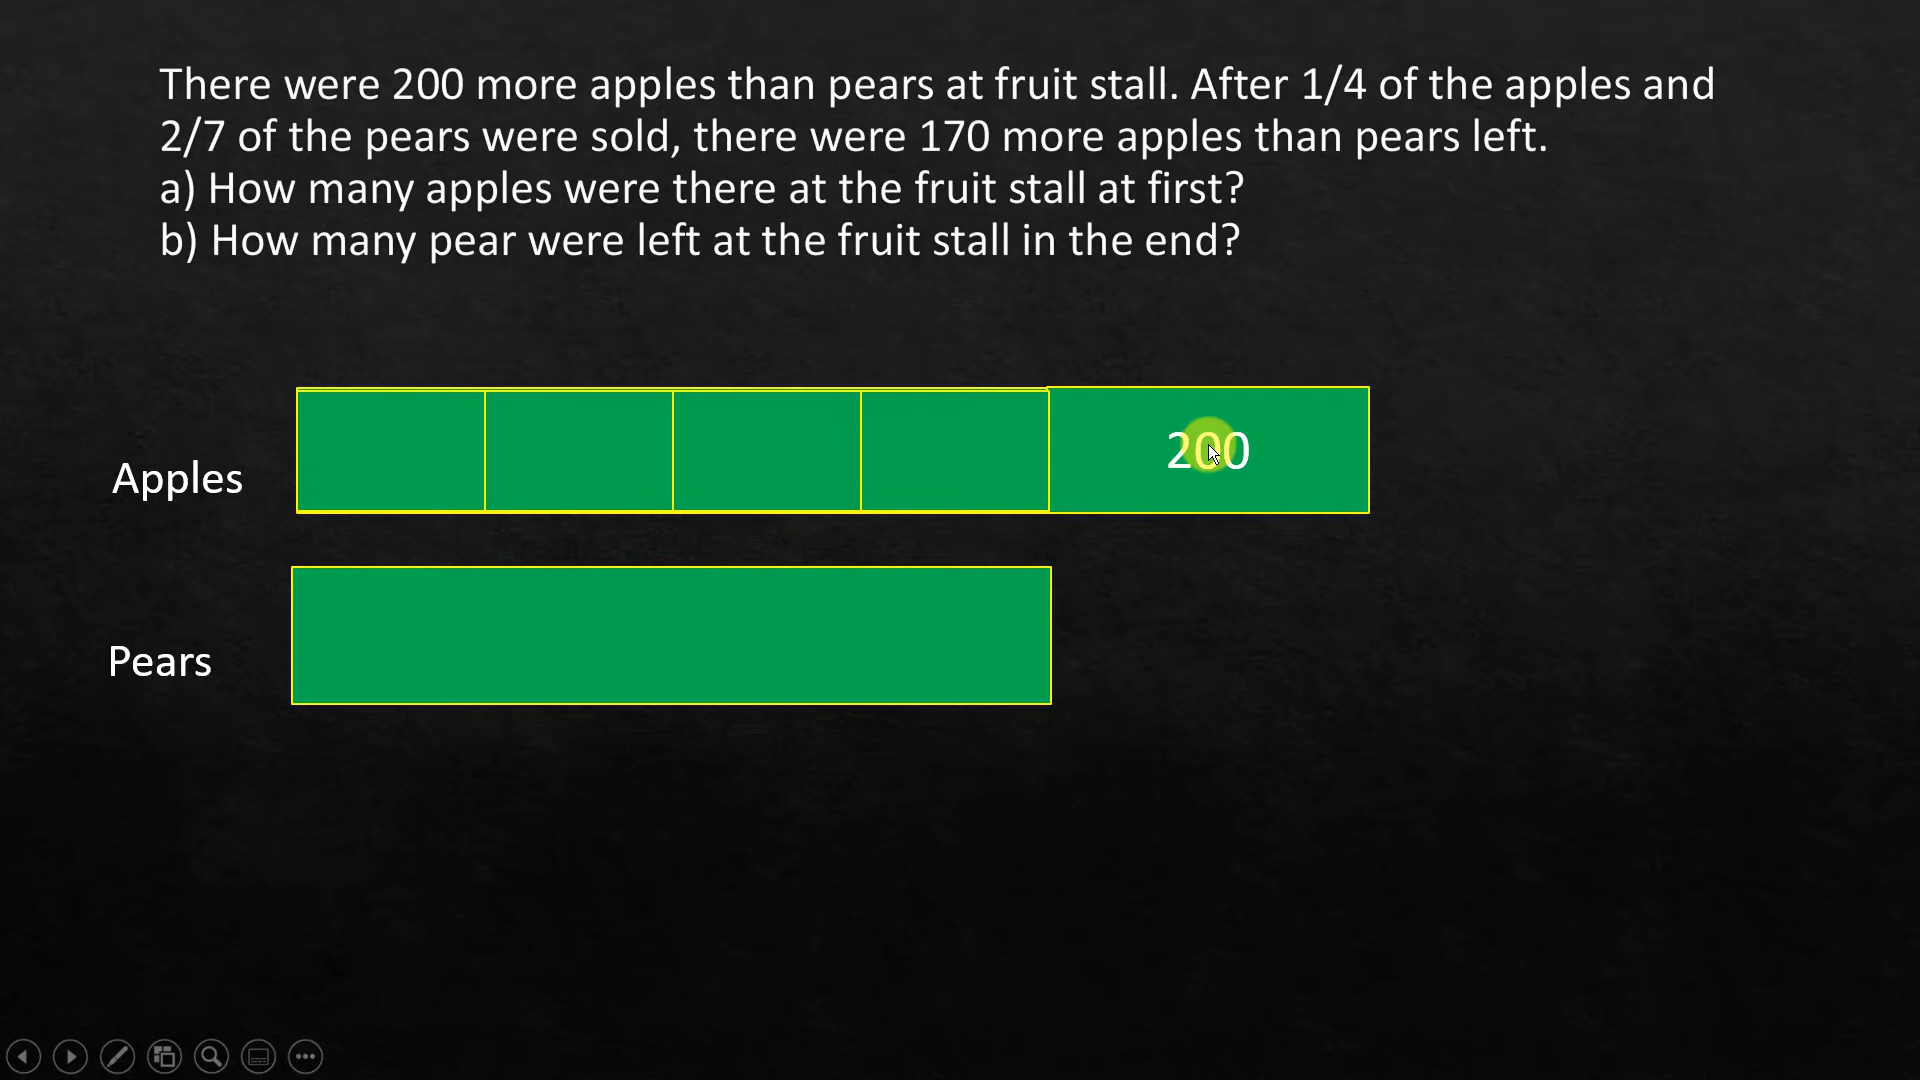 There were 200 more apples than pears at fruit stall. After 1/4 of the apples and
2/7 of the pears were sold, there were 170 more apples than pears left.
a) How many apples were there at the fruit stall at first?
b) How many pear were left at the fruit stall in the end?
Apples
200
Pears